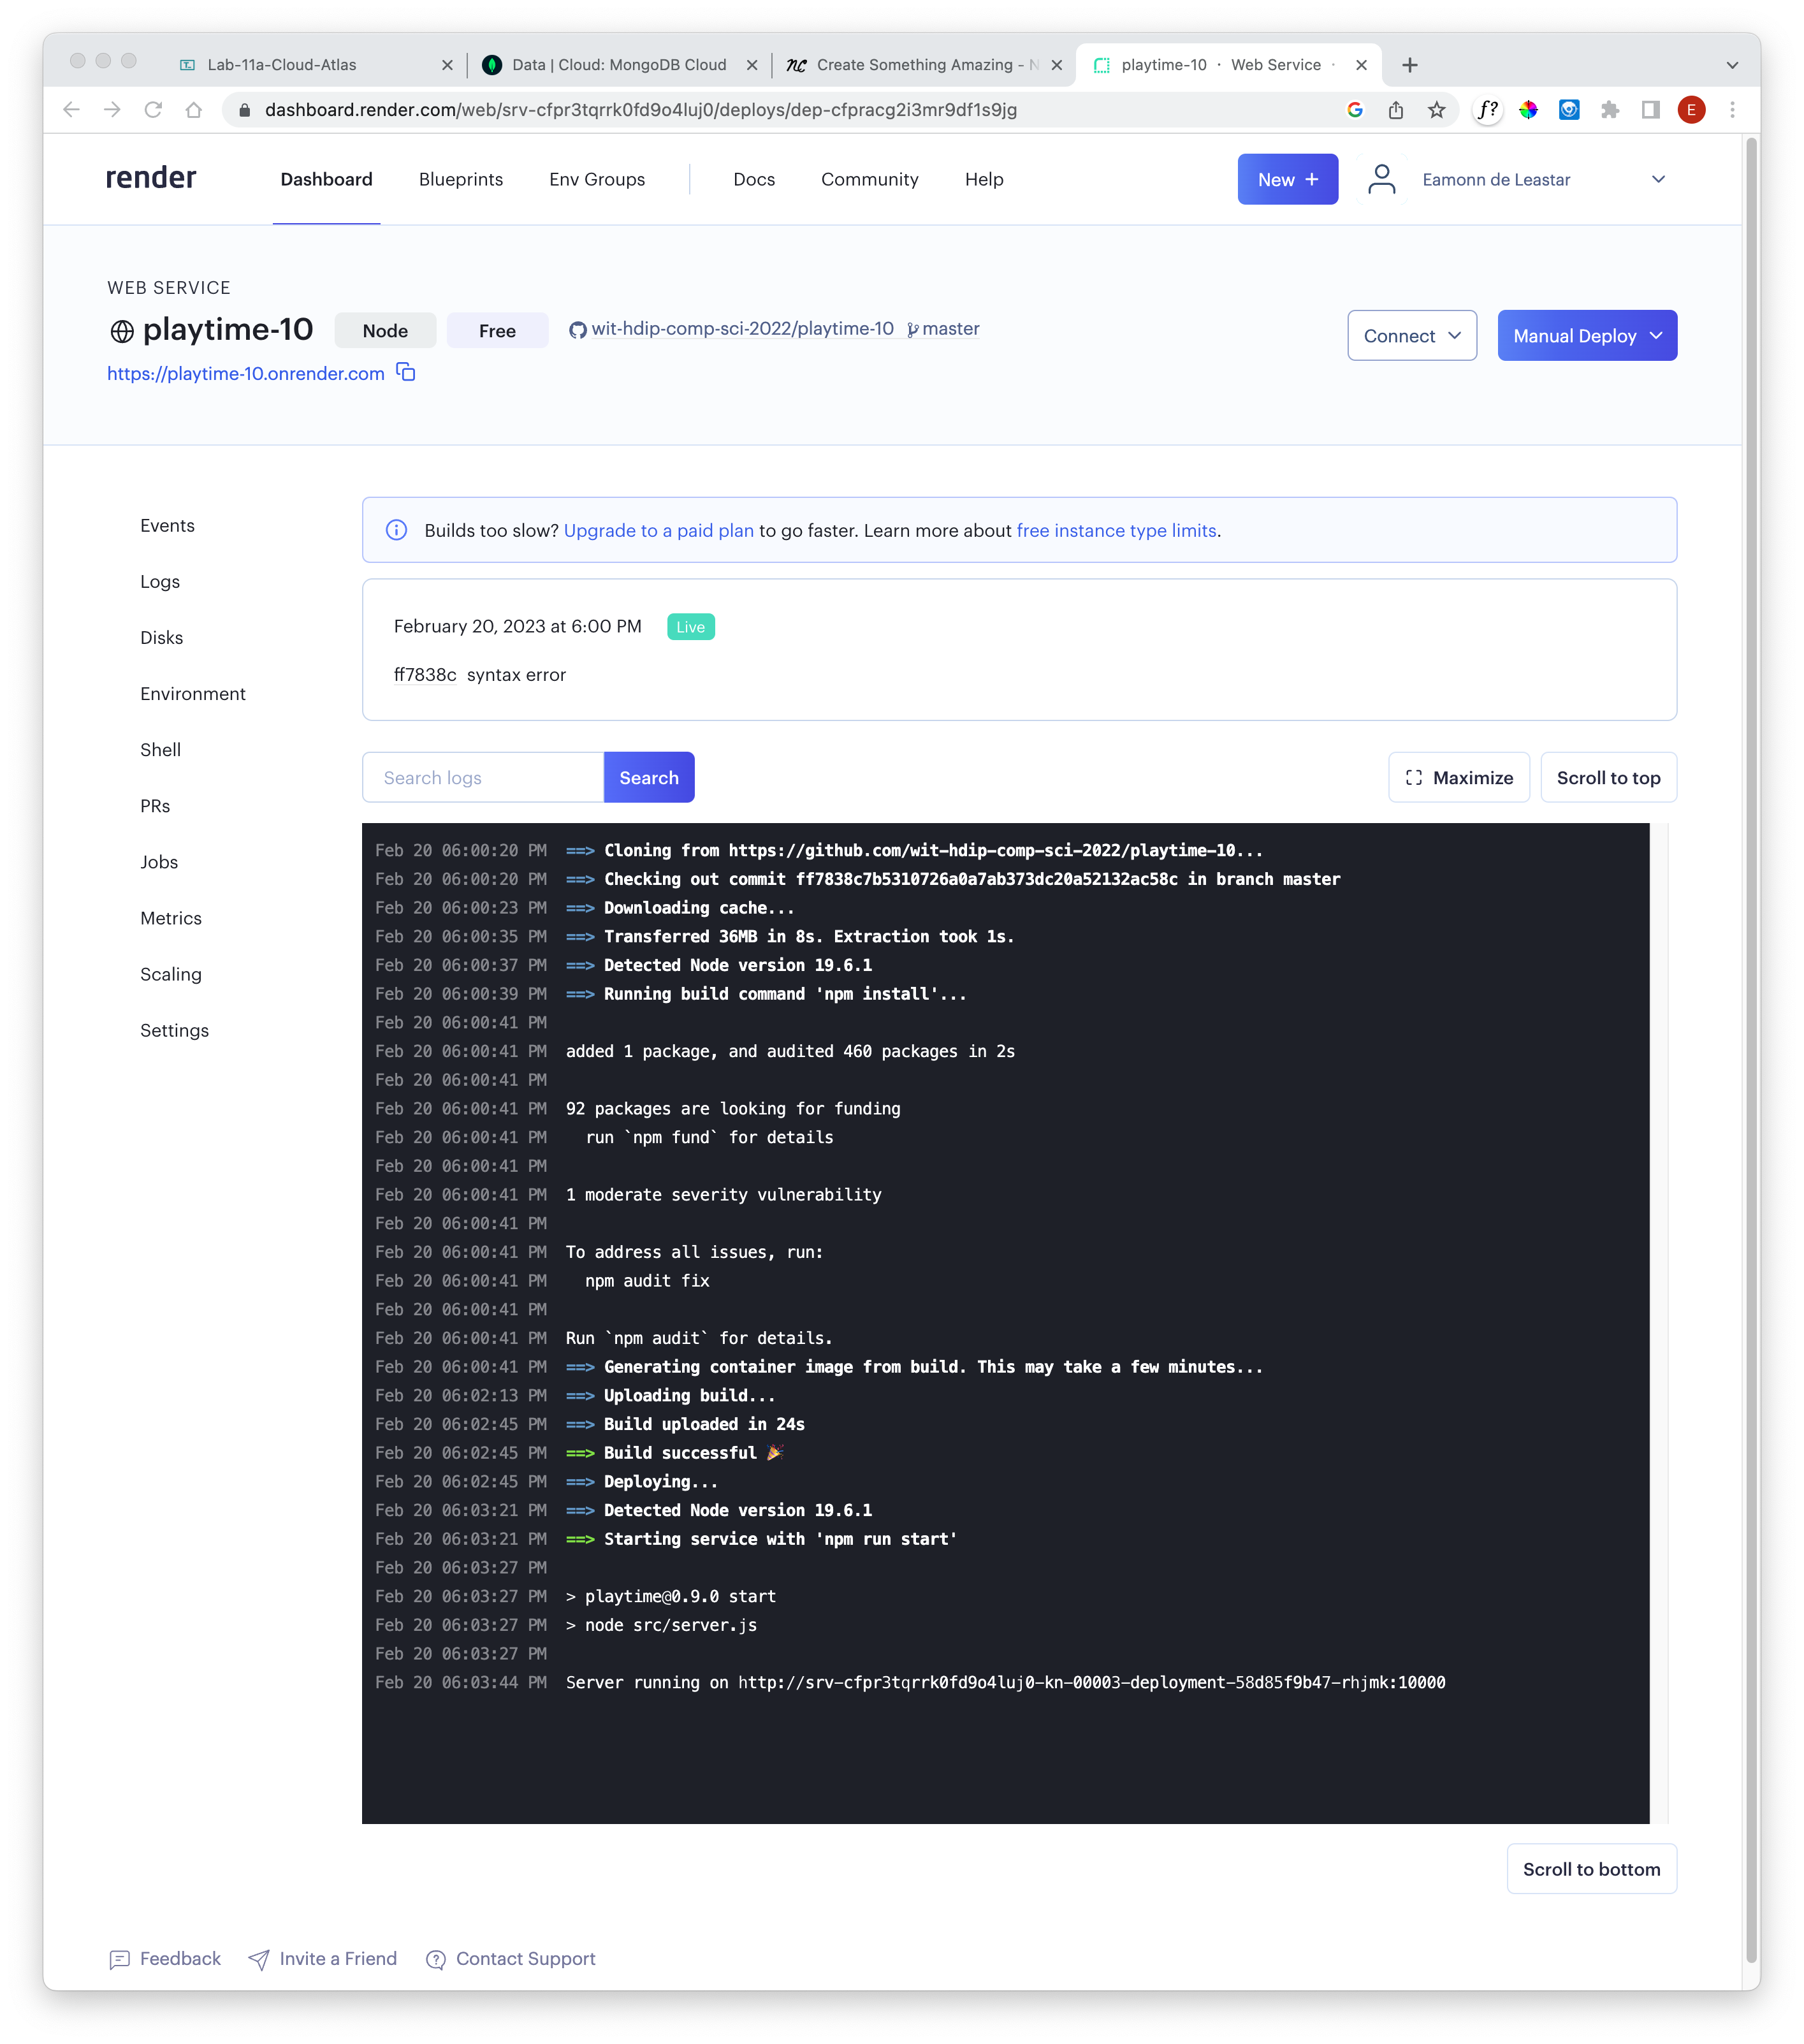 Lab-11a-Cloud-Atlas
Data | Cloud: MongoDB Cloud
Create Something Amazing - N
playtime-10 · Web Service ·
dashboard.render.com/web/srv-cfpr3tqrrk0fd9o4luj0/deploys/dep-cfpracg2i3mr9df1s9jg
f?
E
render
Dashboard
Blueprints
Env Groups
Docs
Community
Help
New +
Eamonn de Leastar
WEB SERVICE
playtime-10
Node
Free
wit-hdip-comp-sci-2022/playtime-10
master
Connect
Manual Deploy
https://playtime-10.onrender.com
Events
Logs
Disks
Environment
Shell
PRs
Jobs
Metrics
Scaling
Settings
Builds too slow? Upgrade to a paid plan to go faster. Learn more about free instance type limits.
February 20, 2023 at 6:00 PM Live
ff7838c syntax error
Search logs
Search
Maximize
Scroll to top
Feb 20 06:00:20 PM ==> Cloning from https://github.com/wit-hdip-comp-sci-2022/playtime-10...
Feb 20 06:00:20 PM ==> Checking out commit ff7838c7b5310726a0a7ab373dc20a52132ac58c in branch master
Feb 20 06:00:23 PM ==> Downloading cache...
Feb 20 06:00:35 PM ==> Transferred 36MB in 8s. Extraction took 1s.
Feb 20 06:00:37 PM ==> Detected Node version 19.6.1
Feb 20 06:00:39 PM ==> Running build command 'npm install'...
Feb 20 06:00:41 PM
Feb 20 06:00:41 PM added 1 package, and audited 460 packages in 2s
Feb 20 06:00:41 PM
Feb 20 06:00:41 PM 92 packages are looking for funding
Feb 20 06:00:41 PM run `npm fund` for details
Feb 20 06:00:41 PM
Feb 20 06:00:41 PM 1 moderate severity vulnerability
Feb 20 06:00:41 PM
Feb 20 06:00:41 PM To address all issues, run:
Feb 20 06:00:41 PM npm audit fix
Feb 20 06:00:41 PM
Feb 20 06:00:41 PM Run `npm audit` for details.
Feb 20 06:00:41 PM ==> Generating container image from build. This may take a few minutes...
Feb 20 06:02:13 PM ==> Uploading build...
Feb 20 06:02:45 PM ==> Build uploaded in 24s
Feb 20 06:02:45 PM ==> Build successful 🎉
Feb 20 06:02:45 PM ==> Deploying...
Feb 20 06:03:21 PM ==> Detected Node version 19.6.1
Feb 20 06:03:21 PM ==> Starting service with 'npm run start'
Feb 20 06:03:27 PM
Feb 20 06:03:27 PM > playtime@0.9.0 start
Feb 20 06:03:27 PM > node src/server.js
Feb 20 06:03:27 PM
Feb 20 06:03:44 PM Server running on http://srv-cfpr3tqrrk0fd9o4luj0-kn-00003-deployment-58d85f9b47-rhjmk:10000
Scroll to bottom
Feedback
Invite a Friend
Contact Support